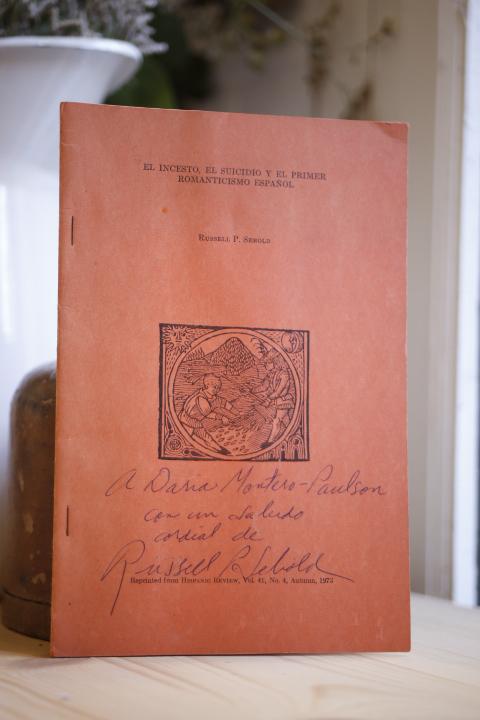 EL INCESTO, EL SUICIDIO Y EL PRIMER
ROMANTICISMO ESPAÑOL
RUSSELL P. SEBOLD
A Daria Montero-Paulson
con un saludo
cordial de
Russell P. Sebold
Reprinted from HISPANIC REVIEW, Vol. 41, No. 4, Autumn, 1973